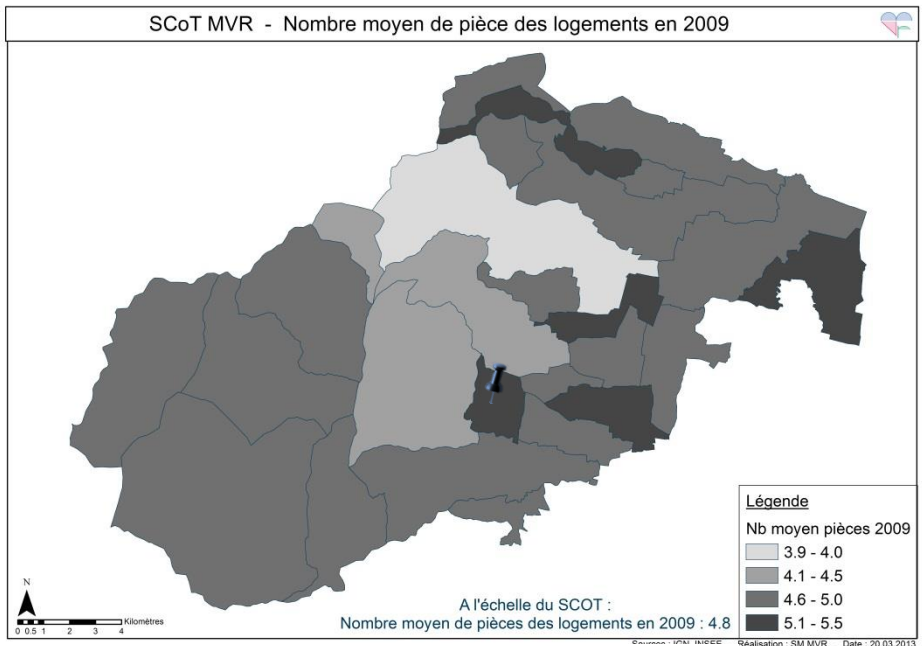 SCoT MVR - Nombre moyen de pièce des logements en 2009
Légende
Nb moyen pièces 2009
3.9 - 4.0
4.1 - 4.5
4.6 - 5.0
5.1 - 5.5
A l'échelle du SCOT :
Nombre moyen de pièces des logements en 2009 : 4.8
N
0 0.5 1 2 3 4 Kilomètres
Sources : IGN, INSEE Réalisation : SM MVR Date : 20.03.2013